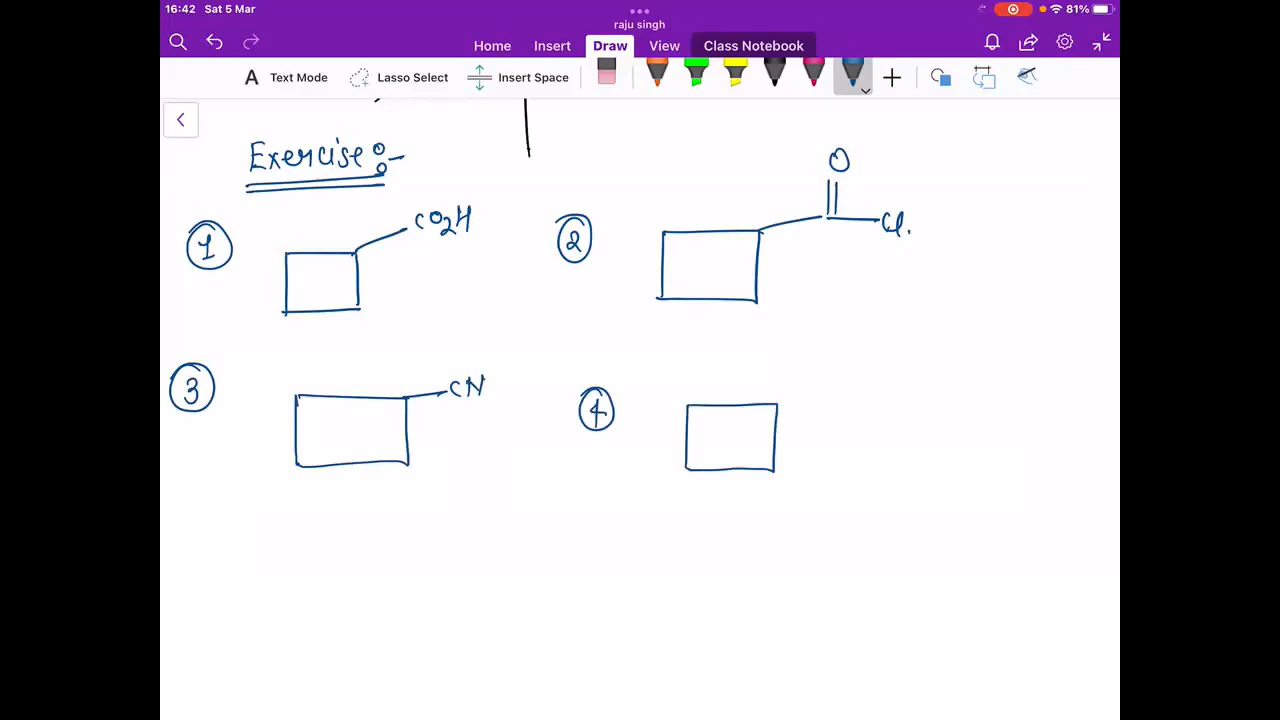 16:42 Sat 5 Mar
81%
raju singh
Home Insert Draw View Class Notebook
A Text Mode Lasso Select Insert Space
Exercise :-
1 CO2H
2 O
Cl.
3 CN
4